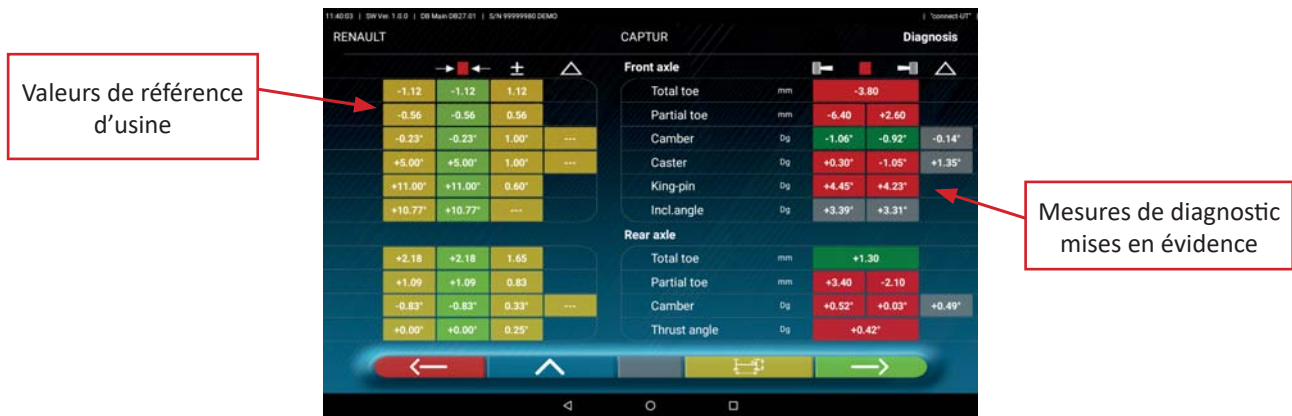 11:40:03 | SW Ver. 1.0.0 | DB Main DB27.01 | S/N 99999980 DEMO | "connect-UT" |
RENAULT CAPTUR Diagnosis
± Front axle
-1.12 -1.12 1.12 Total toe mm -3.80
-0.56 -0.56 0.56 Partial toe mm -6.40 +2.60
-0.23° -0.23° 1.00° --- Camber Dg -1.06° -0.92° -0.14°
+5.00° +5.00° 1.00° --- Caster Dg +0.30° -1.05° +1.35°
+11.00° +11.00° 0.60° King-pin Dg +4.45° +4.23°
+10.77° +10.77° --- Incl.angle Dg +3.39° +3.31°
Rear axle
+2.18 +2.18 1.65 Total toe mm +1.30
+1.09 +1.09 0.83 Partial toe mm +3.40 -2.10
-0.83° -0.83° 0.33° --- Camber Dg +0.52° +0.03° +0.49°
+0.00° +0.00° 0.25° Thrust angle Dg +0.42°
Valeurs de référence
d'usine
Mesures de diagnostic
mises en évidence